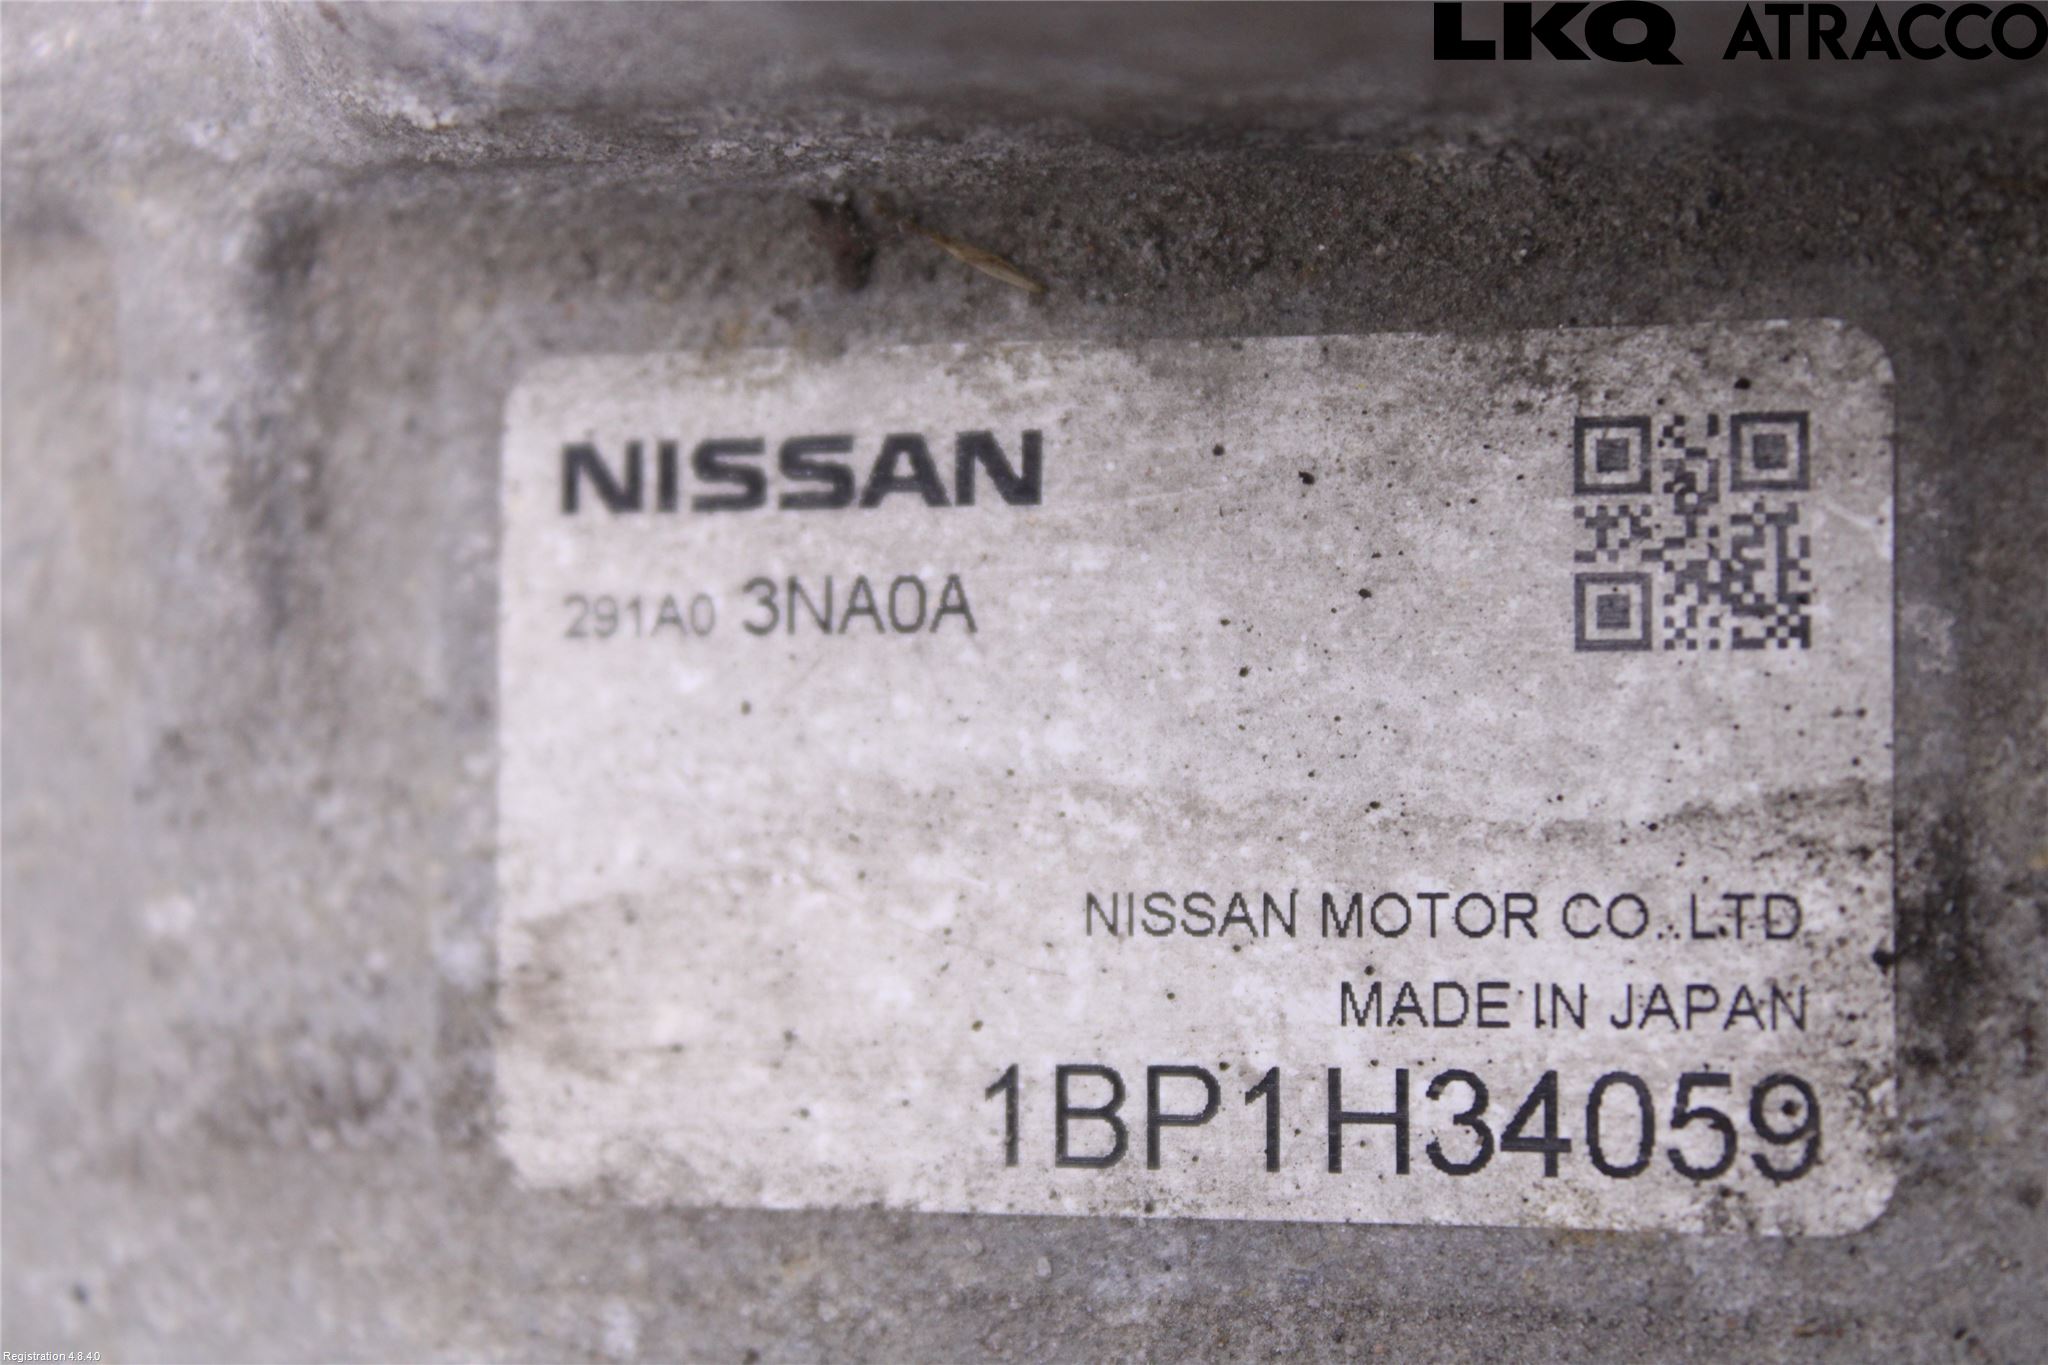 LKQ ATRACCO
NISSAN
291A0 3NA0A
NISSAN MOTOR CO.,LTD
MADE IN JAPAN
1BP1H34059
Registration 4.8.4.0